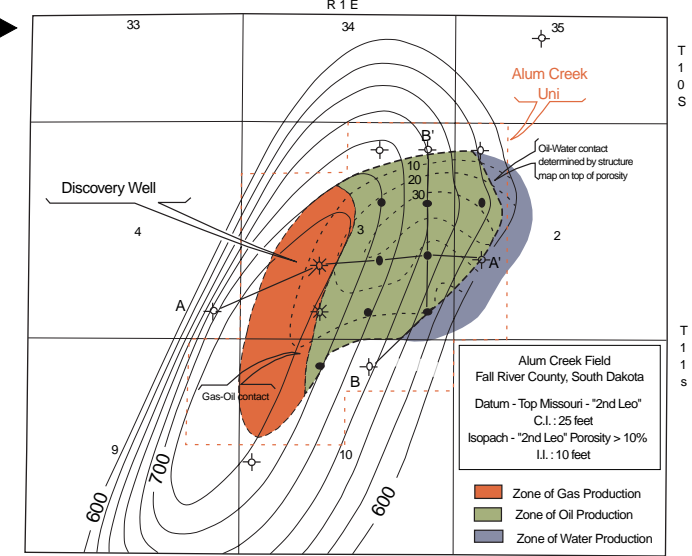 R 1 E
33
34
35
T
1
0
S
Alum Creek
Uni
B'
Oil-Water contact
determined by structure
map on top of porosity
10
20
30
Discovery Well
4
3
2
A'
A
T
1
1
s
B
Gas-Oil contact
Alum Creek Field
Fall River County, South Dakota
Datum - Top Missouri - "2nd Leo"
C.I. : 25 feet
Isopach - "2nd Leo" Porosity > 10%
I.I. : 10 feet
9
10
700
600
600
Zone of Gas Production
Zone of Oil Production
Zone of Water Production